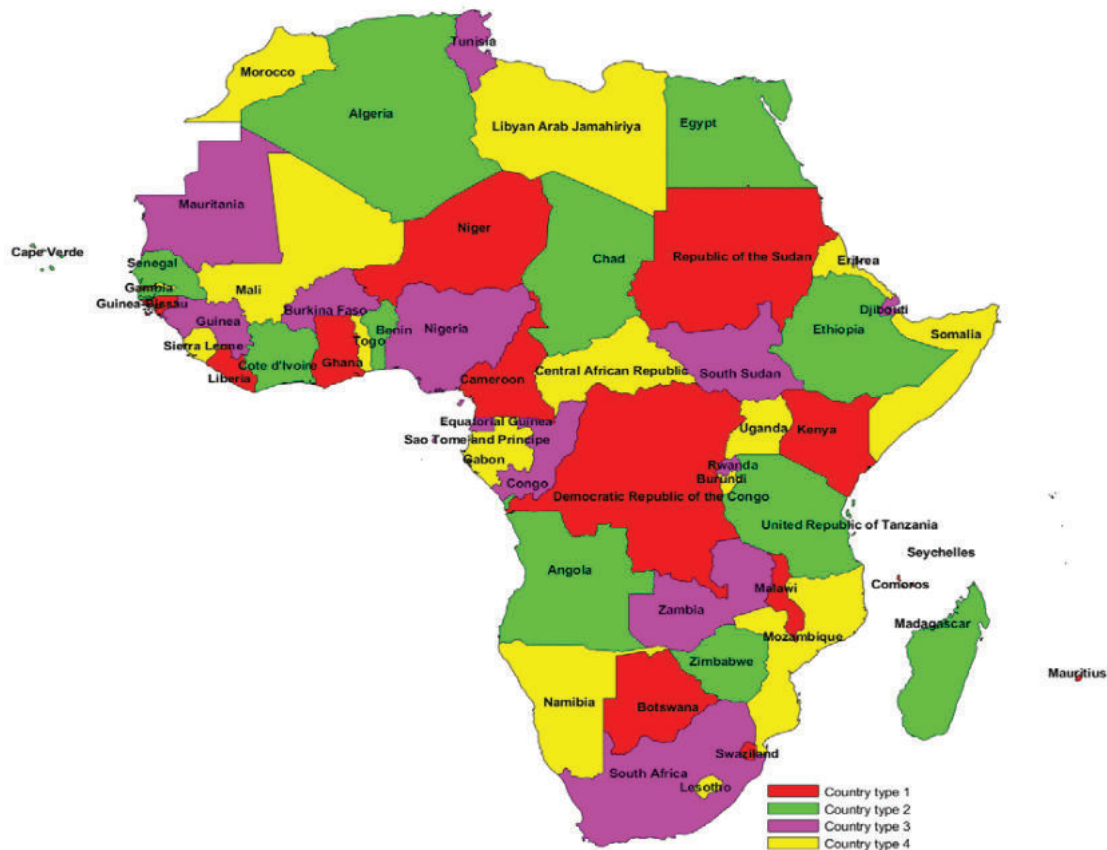 Tunisia
Morocco
Algeria
Libyan Arab Jamahiriya
Egypt
Mauritania
Niger
Cape Verde
Senegal
Chad
Republic of the Sudan
Eritrea
Gambia
Mali
Guinea-Bissau
Burkina Faso
Djibouti
Guinea
Benin
Nigeria
Ethiopia
Somalia
Sierra Leone
Togo
Cote d'Ivoire
Ghana
Liberia
Cameroon
Central African Republic
South Sudan
Equatorial Guinea
Uganda
Kenya
Sao Tome and Principe
Gabon
Rwanda
Congo
Burundi
Democratic Republic of the Congo
United Republic of Tanzania
Seychelles
Angola
Malawi
Comoros
Zambia
Madagascar
Mozambique
Zimbabwe
Mauritius
Namibia
Botswana
Swaziland
South Africa
Lesotho
Country type 1
Country type 2
Country type 3
Country type 4